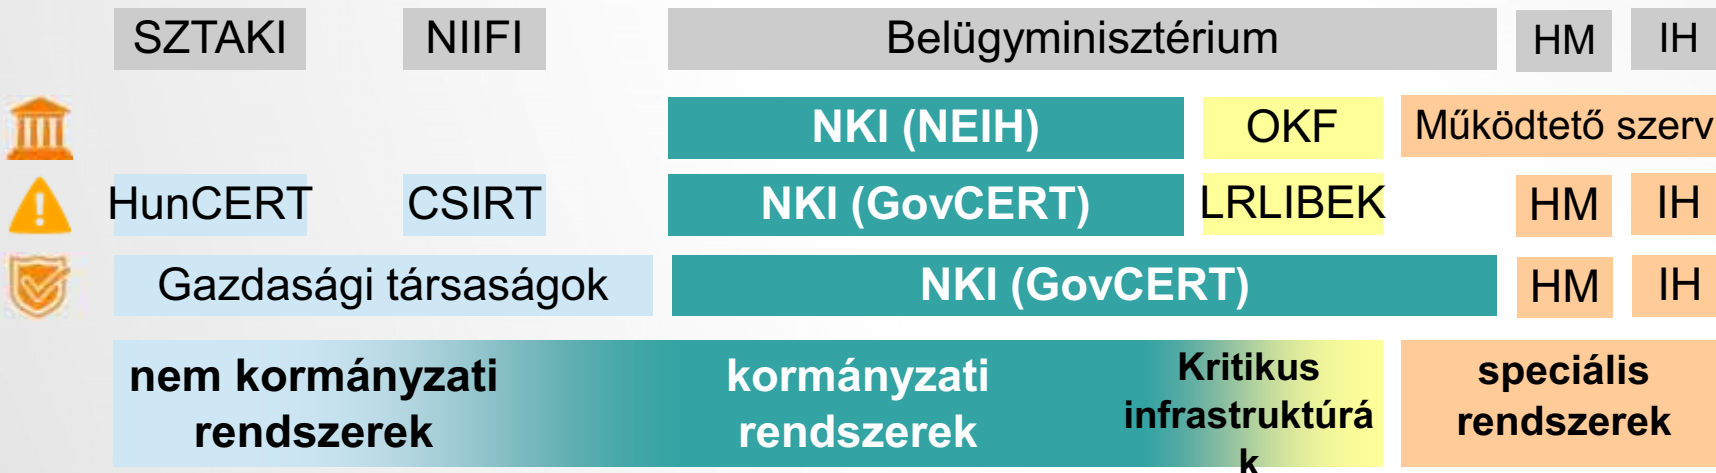 SZTAKI NIIFI Belügyminisztérium HM IH
NKI (NEIH) OKF Működtető szerv
HunCERT CSIRT NKI (GovCERT) LRLIBEK HM IH
Gazdasági társaságok NKI (GovCERT) HM IH
nem kormányzati
rendszerek
kormányzati
rendszerek
Kritikus
infrastruktúrá
k
speciális
rendszerek